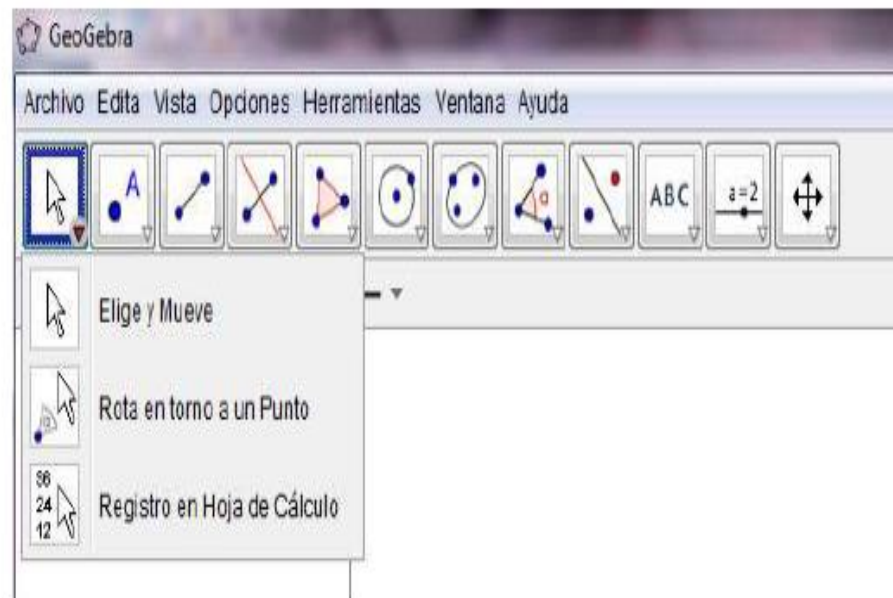 GeoGebra
Archivo Edita Vista Opciones Herramientas Ventana Ayuda
A
α
ABC
a=2
Elige y Mueve
Rota en torno a un Punto
36
24
12
Registro en Hoja de Cálculo